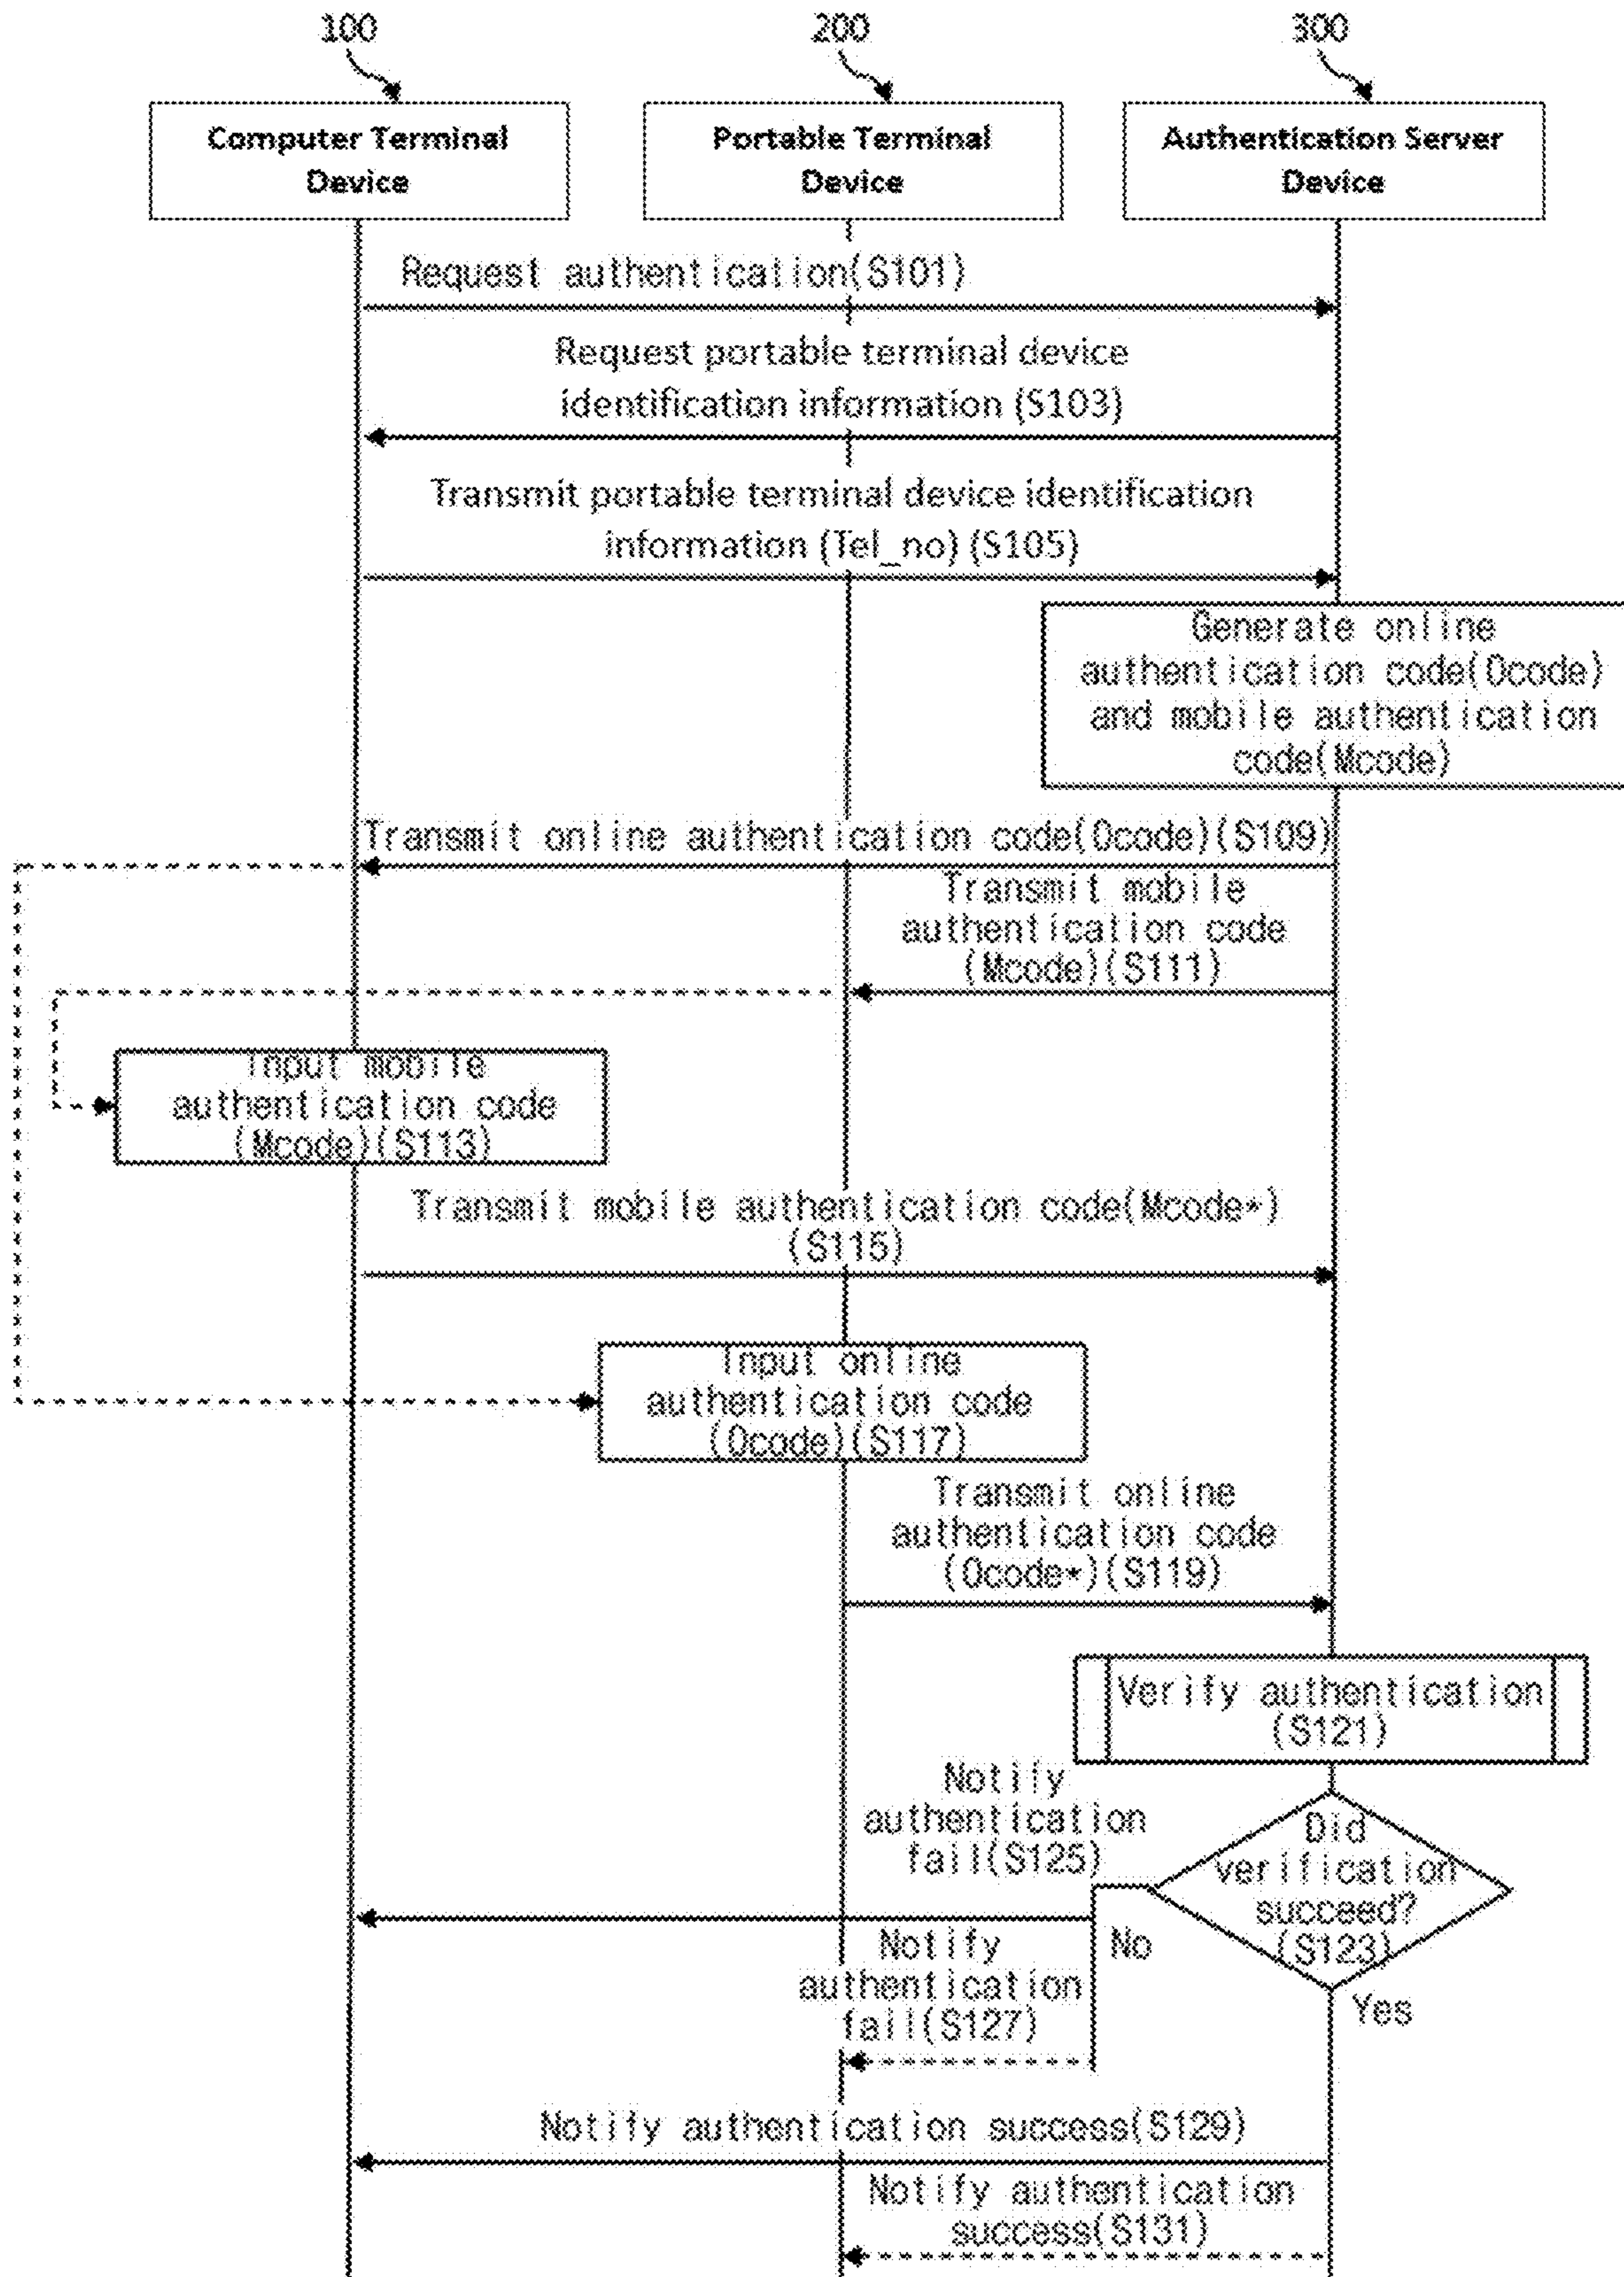 100
200
300
Computer Terminal
Device
Portable Terminal
Device
Authentication Server
Device
Request authentication(S101)
Request portable terminal device
identification information (S103)
Transmit portable terminal device identification
information (Tel_no) (S105)
Generate online
authentication code(Ocode)
and mobile authentication
code(Mcode)
Transmit online authentication code(Ocode)(S109)
Transmit mobile
authentication code
(Mcode)(S111)
Input mobile
authentication code
(Mcode)(S113)
Transmit mobile authentication code(Mcode*)
(S115)
Input online
authentication code
(Ocode)(S117)
Transmit online
authentication code
(Ocode*)(S119)
Verify authentication
(S121)
Notify
authentication
fail(S125)
Did
verification
succeed?
(S123)
No
Notify
authentication
fail(S127)
Yes
Notify authentication success(S129)
Notify authentication
success(S131)